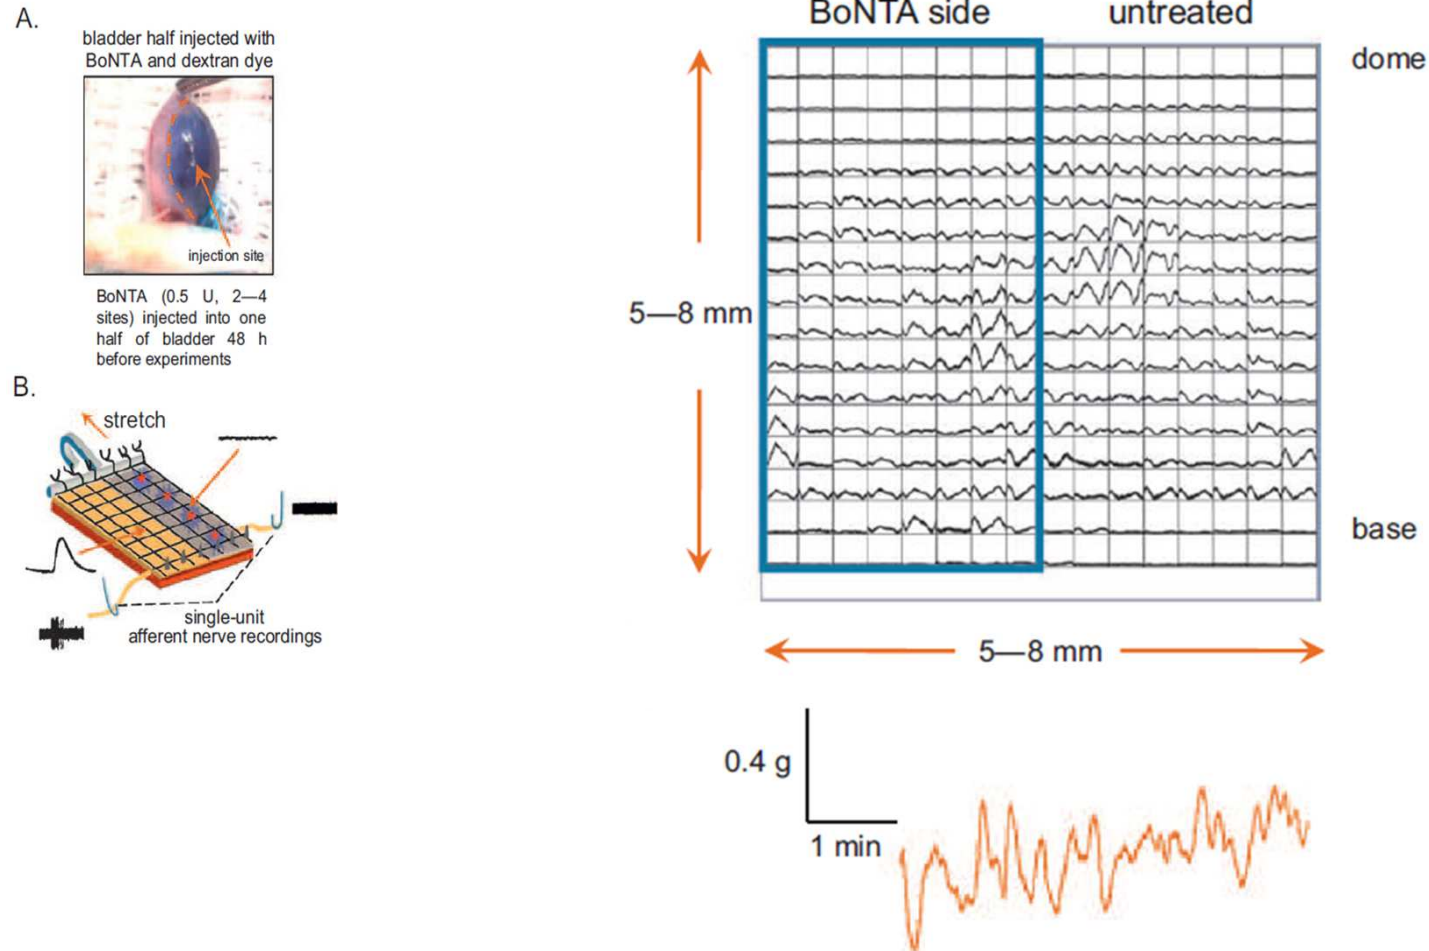 A.
bladder half injected with
BoNTA and dextran dye
injection site
BoNTA (0.5 U, 2—4
sites) injected into one
half of bladder 48 h
before experiments
B.
stretch
single-unit
afferent nerve recordings
BoNTA side
untreated
dome
5—8 mm
base
5—8 mm
0.4 g
1 min